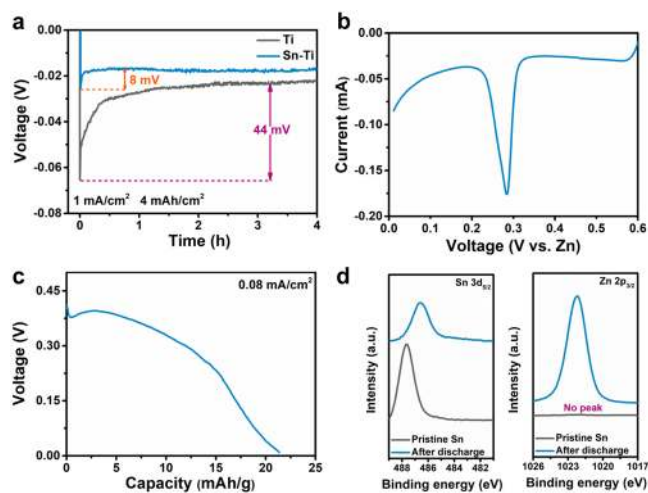 a
Ti
Sn-Ti
8 mV
44 mV
1 mA/cm² 4 mAh/cm²
0.00
-0.02
-0.04
-0.06
-0.08
Voltage (V)
0 1 2 3 4
Time (h)
b
0.00
-0.05
-0.10
-0.15
-0.20
Current (mA)
0.0 0.1 0.2 0.3 0.4 0.5 0.6
Voltage (V vs. Zn)
c
0.08 mA/cm²
0.45
0.30
0.15
0.00
Voltage (V)
0 5 10 15 20 25
Capacity (mAh/g)
d
Sn 3d5/2
Intensity (a.u.)
Pristine Sn
After discharge
488 486 484 482
Binding energy (eV)
Zn 2p3/2
No peak
Intensity (a.u.)
Pristine Sn
After discharge
1026 1023 1020 1017
Binding energy (eV)